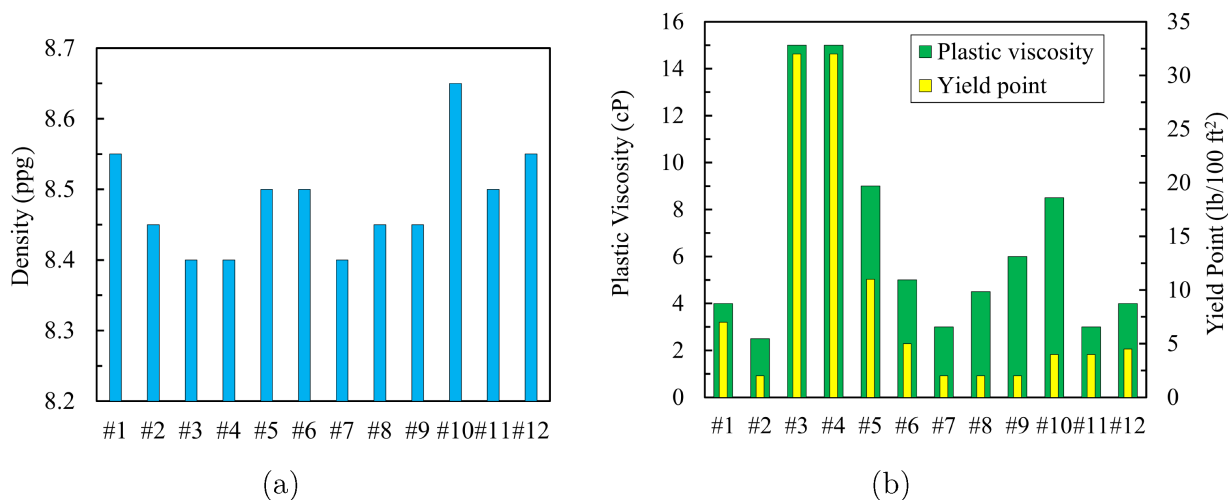 8.7
8.6
8.5
8.4
8.3
8.2
Density (ppg)
#1 #2 #3 #4 #5 #6 #7 #8 #9 #10 #11 #12
(a)
16
14
12
10
8
6
4
2
0
Plastic Viscosity (cP)
Plastic viscosity
Yield point
35
30
25
20
15
10
5
0
Yield Point (lb/100 ft²)
#1 #2 #3 #4 #5 #6 #7 #8 #9 #10 #11 #12
(b)